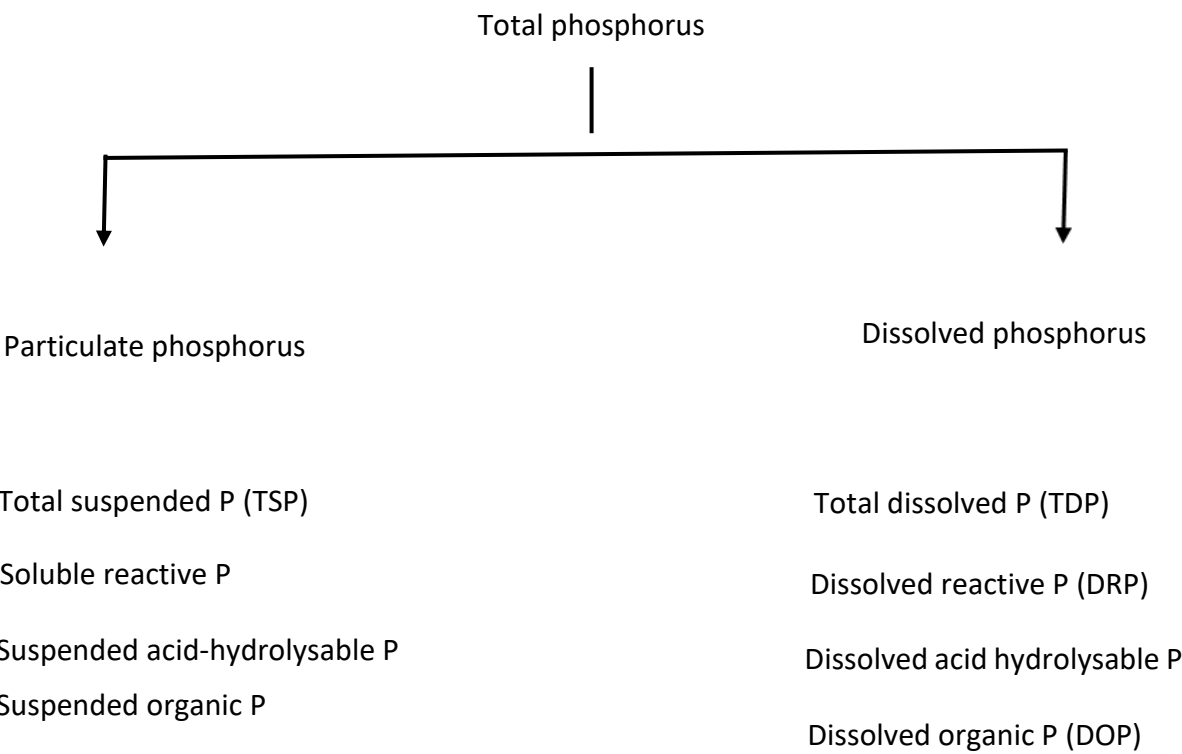 Total phosphorus
Particulate phosphorus
Dissolved phosphorus
Total suspended P (TSP)
Soluble reactive P
Suspended acid-hydrolysable P
Suspended organic P
Total dissolved P (TDP)
Dissolved reactive P (DRP)
Dissolved acid hydrolysable P
Dissolved organic P (DOP)